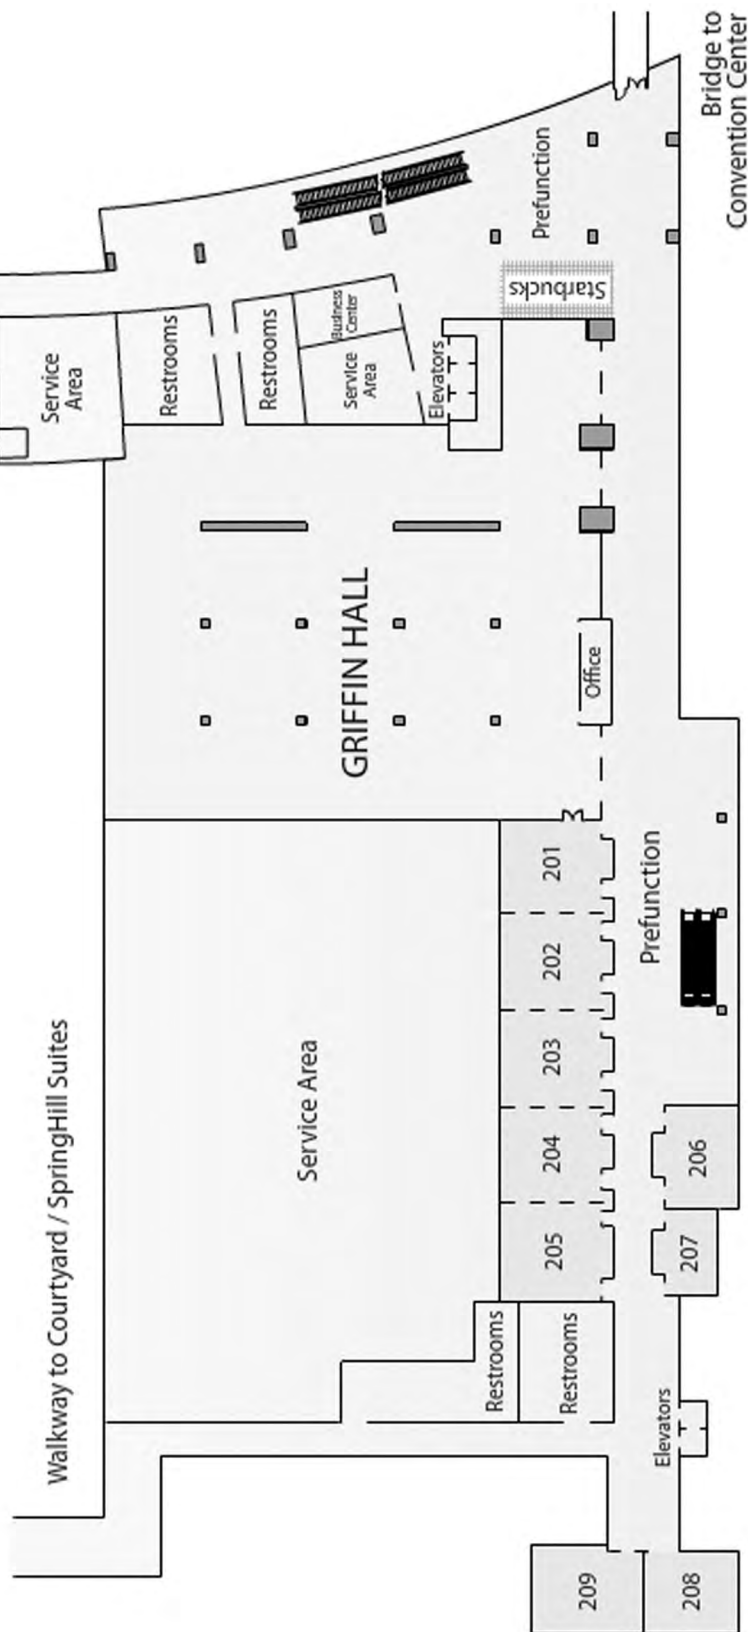 Bridge to
Convention Center
Prefunction
Starbucks
Business
Center
Restrooms
Restrooms
Service
Area
Service
Area
Elevators
GRIFFIN HALL
Office
201
Prefunction
202
203
Service Area
204
206
205
207
Walkway to Courtyard / SpringHill Suites
Restrooms
Restrooms
Elevators
209
208